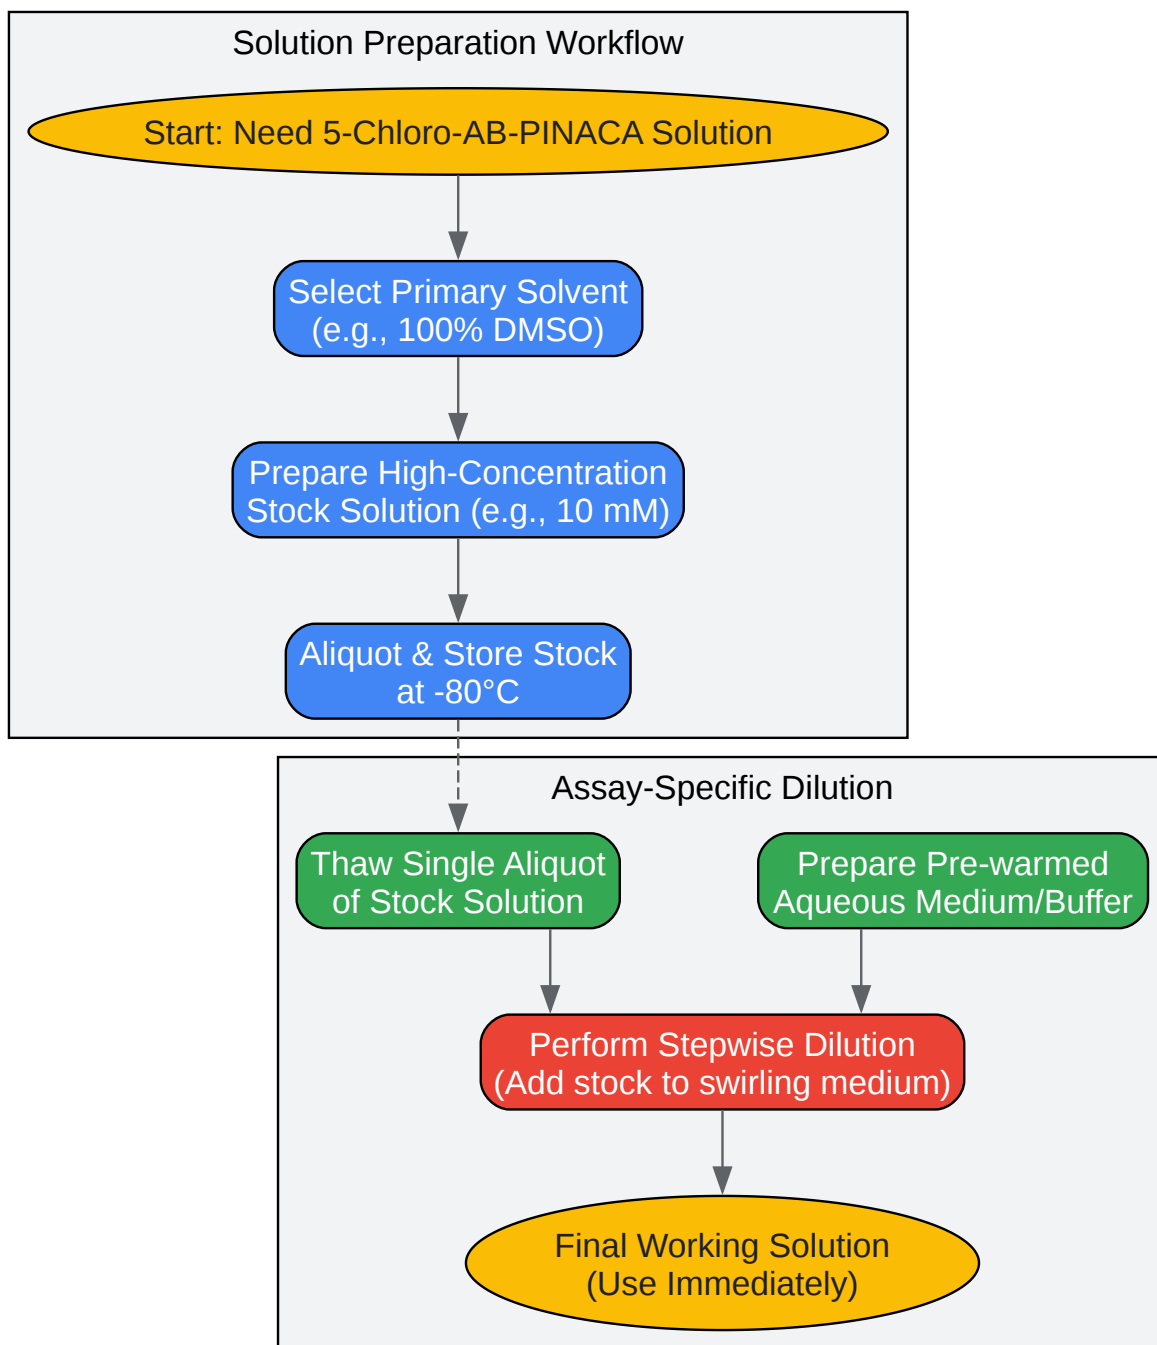 Solution Preparation Workflow
Start: Need 5-Chloro-AB-PINACA Solution
Select Primary Solvent
(e.g., 100% DMSO)
Prepare High-Concentration
Stock Solution (e.g., 10 mM)
Aliquot & Store Stock
at -80°C
Assay-Specific Dilution
Thaw Single Aliquot
of Stock Solution
Prepare Pre-warmed
Aqueous Medium/Buffer
Perform Stepwise Dilution
(Add stock to swirling medium)
Final Working Solution
(Use Immediately)